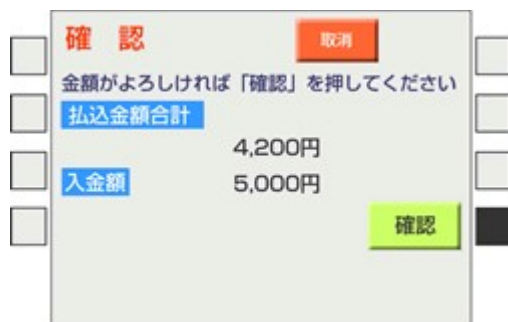 確 認
取消
金額がよろしければ「確認」を押してください
払込金額合計
4,200円
入金額 5,000円
確認